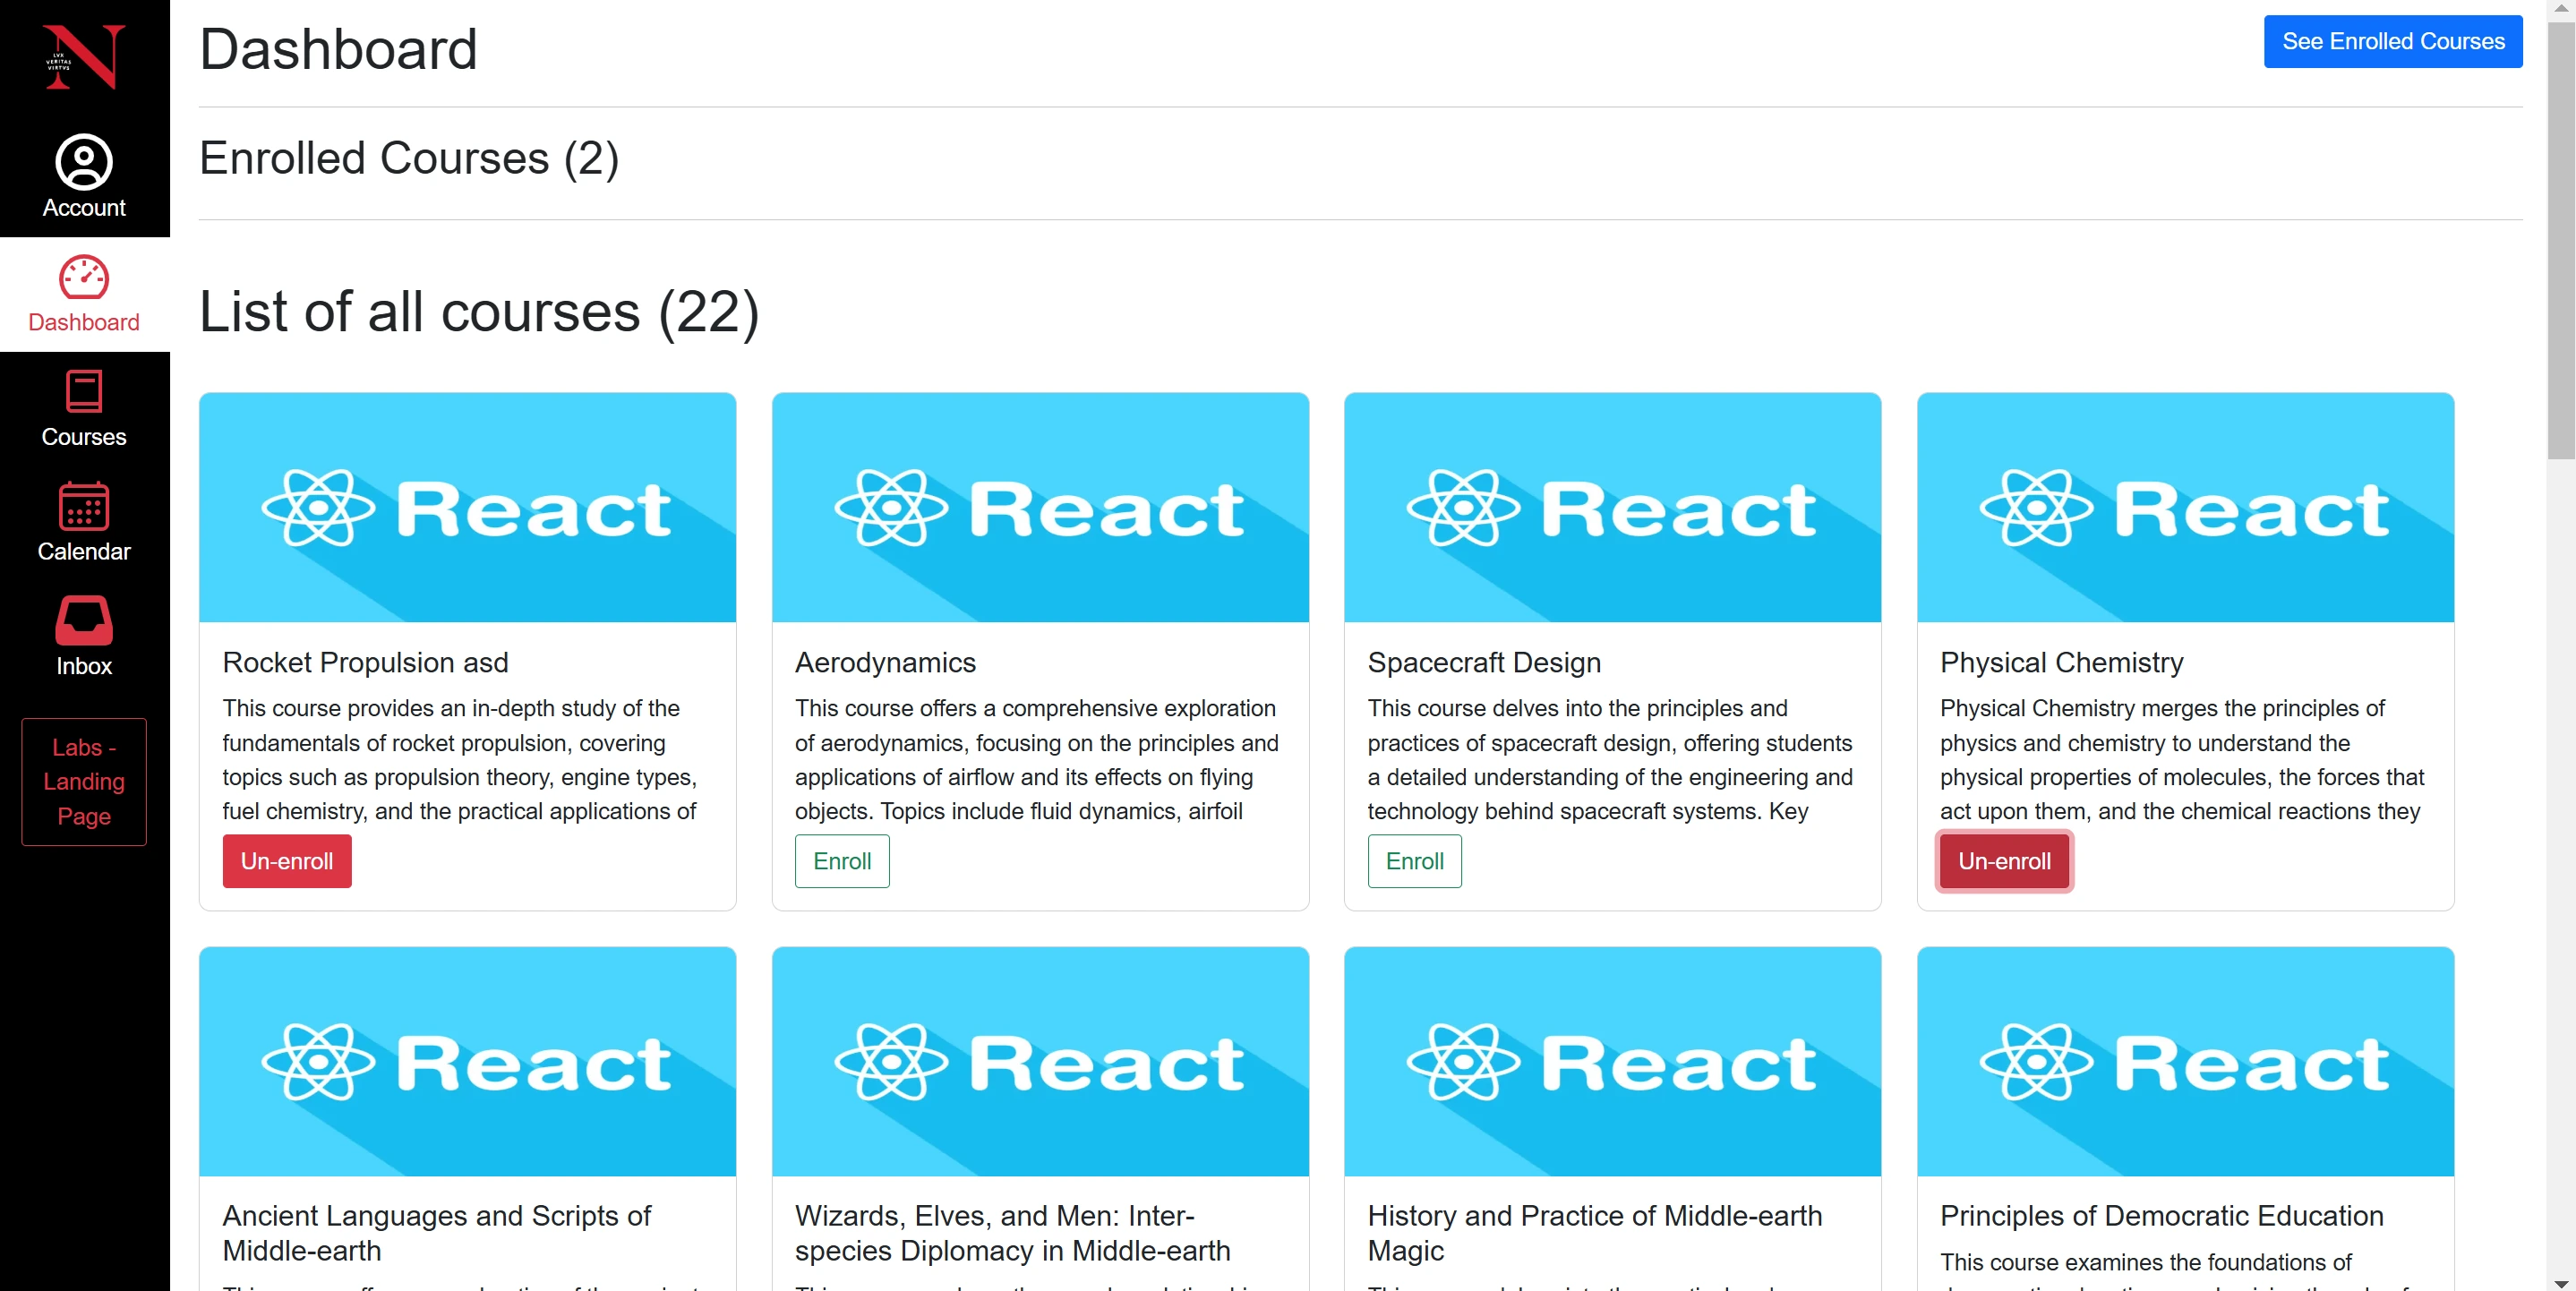 LVX
VERITAS
VIRTVS
Account
Dashboard
Courses
Calendar
Inbox
Labs -
Landing
Page
Dashboard
See Enrolled Courses
Enrolled Courses (2)
List of all courses (22)
React
Rocket Propulsion asd
This course provides an in-depth study of the
fundamentals of rocket propulsion, covering
topics such as propulsion theory, engine types,
fuel chemistry, and the practical applications of
Un-enroll
React
Aerodynamics
This course offers a comprehensive exploration
of aerodynamics, focusing on the principles and
applications of airflow and its effects on flying
objects. Topics include fluid dynamics, airfoil
Enroll
React
Spacecraft Design
This course delves into the principles and
practices of spacecraft design, offering students
a detailed understanding of the engineering and
technology behind spacecraft systems. Key
Enroll
React
Physical Chemistry
Physical Chemistry merges the principles of
physics and chemistry to understand the
physical properties of molecules, the forces that
act upon them, and the chemical reactions they
Un-enroll
React
Ancient Languages and Scripts of
Middle-earth
React
Wizards, Elves, and Men: Inter-
species Diplomacy in Middle-earth
React
History and Practice of Middle-earth
Magic
React
Principles of Democratic Education
This course examines the foundations of